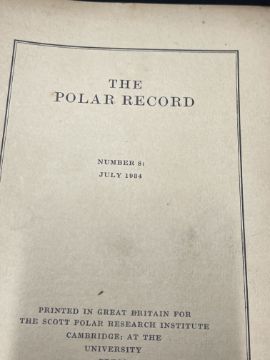 THE
POLAR RECORD
NUMBER 8:
JULY 1984
PRINTED IN GREAT BRITAIN FOR
THE SCOTT POLAR RESEARCH INSTITUTE
CAMBRIDGE: AT THE
UNIVERSITY